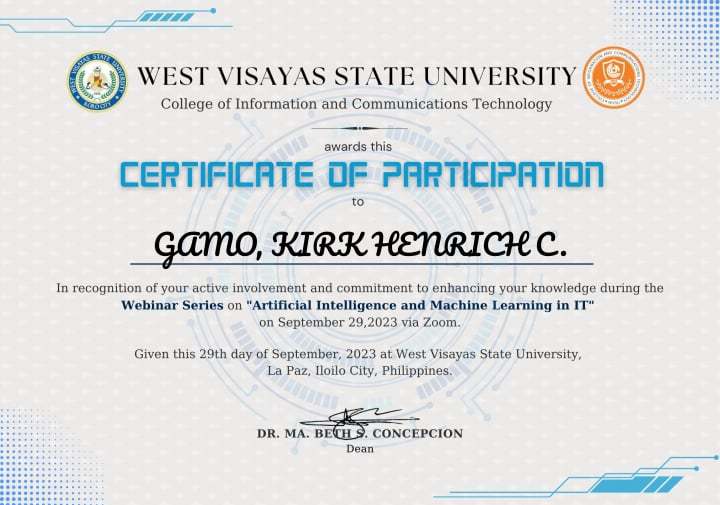 WEST VISAYAS STATE UNIVERSITY
College of Information and Communications Technology
awards this
CERTIFICATE OF PARTICIPATION
to
GAMO, KIRK HENRICH C.
In recognition of your active involvement and commitment to enhancing your knowledge during the
Webinar Series on "Artificial Intelligence and Machine Learning in IT"
on September 29,2023 via Zoom.
Given this 29th day of September, 2023 at West Visayas State University,
La Paz, Iloilo City, Philippines.
DR. MA. BETH S. CONCEPCION
Dean